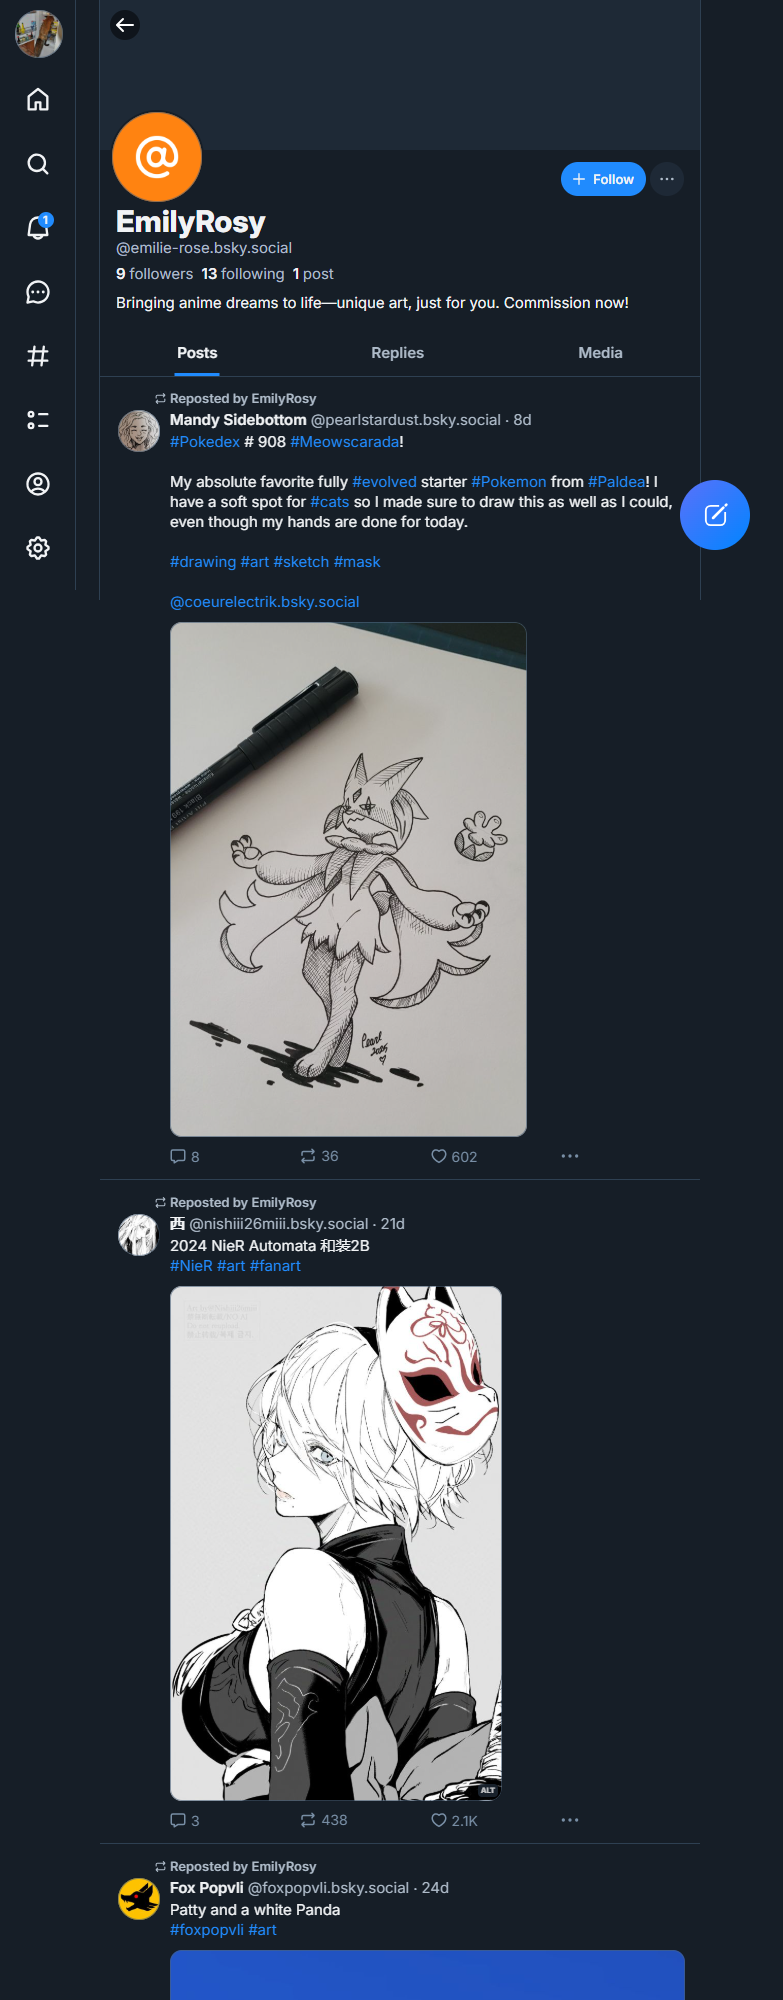 1
@
+ Follow
EmilyRosy
@emilie-rose.bsky.social
9 followers 13 following 1 post
Bringing anime dreams to life—unique art, just for you. Commission now!
Posts Replies Media
Reposted by EmilyRosy
Mandy Sidebottom @pearlstardust.bsky.social · 8d
#Pokedex # 908 #Meowscarada!
My absolute favorite fully #evolved starter #Pokemon from #Paldea! I
have a soft spot for #cats so I made sure to draw this as well as I could,
even though my hands are done for today.
#drawing #art #sketch #mask
@coeurelectrik.bsky.social
Pearl
2025
8 36 602
Reposted by EmilyRosy
西 @nishiii26miii.bsky.social · 21d
2024 NieR Automata 和装2B
#NieR #art #fanart
ALT
3 438 2.1K
Reposted by EmilyRosy
Fox Popvli @foxpopvli.bsky.social · 24d
Patty and a white Panda
#foxpopvli #art